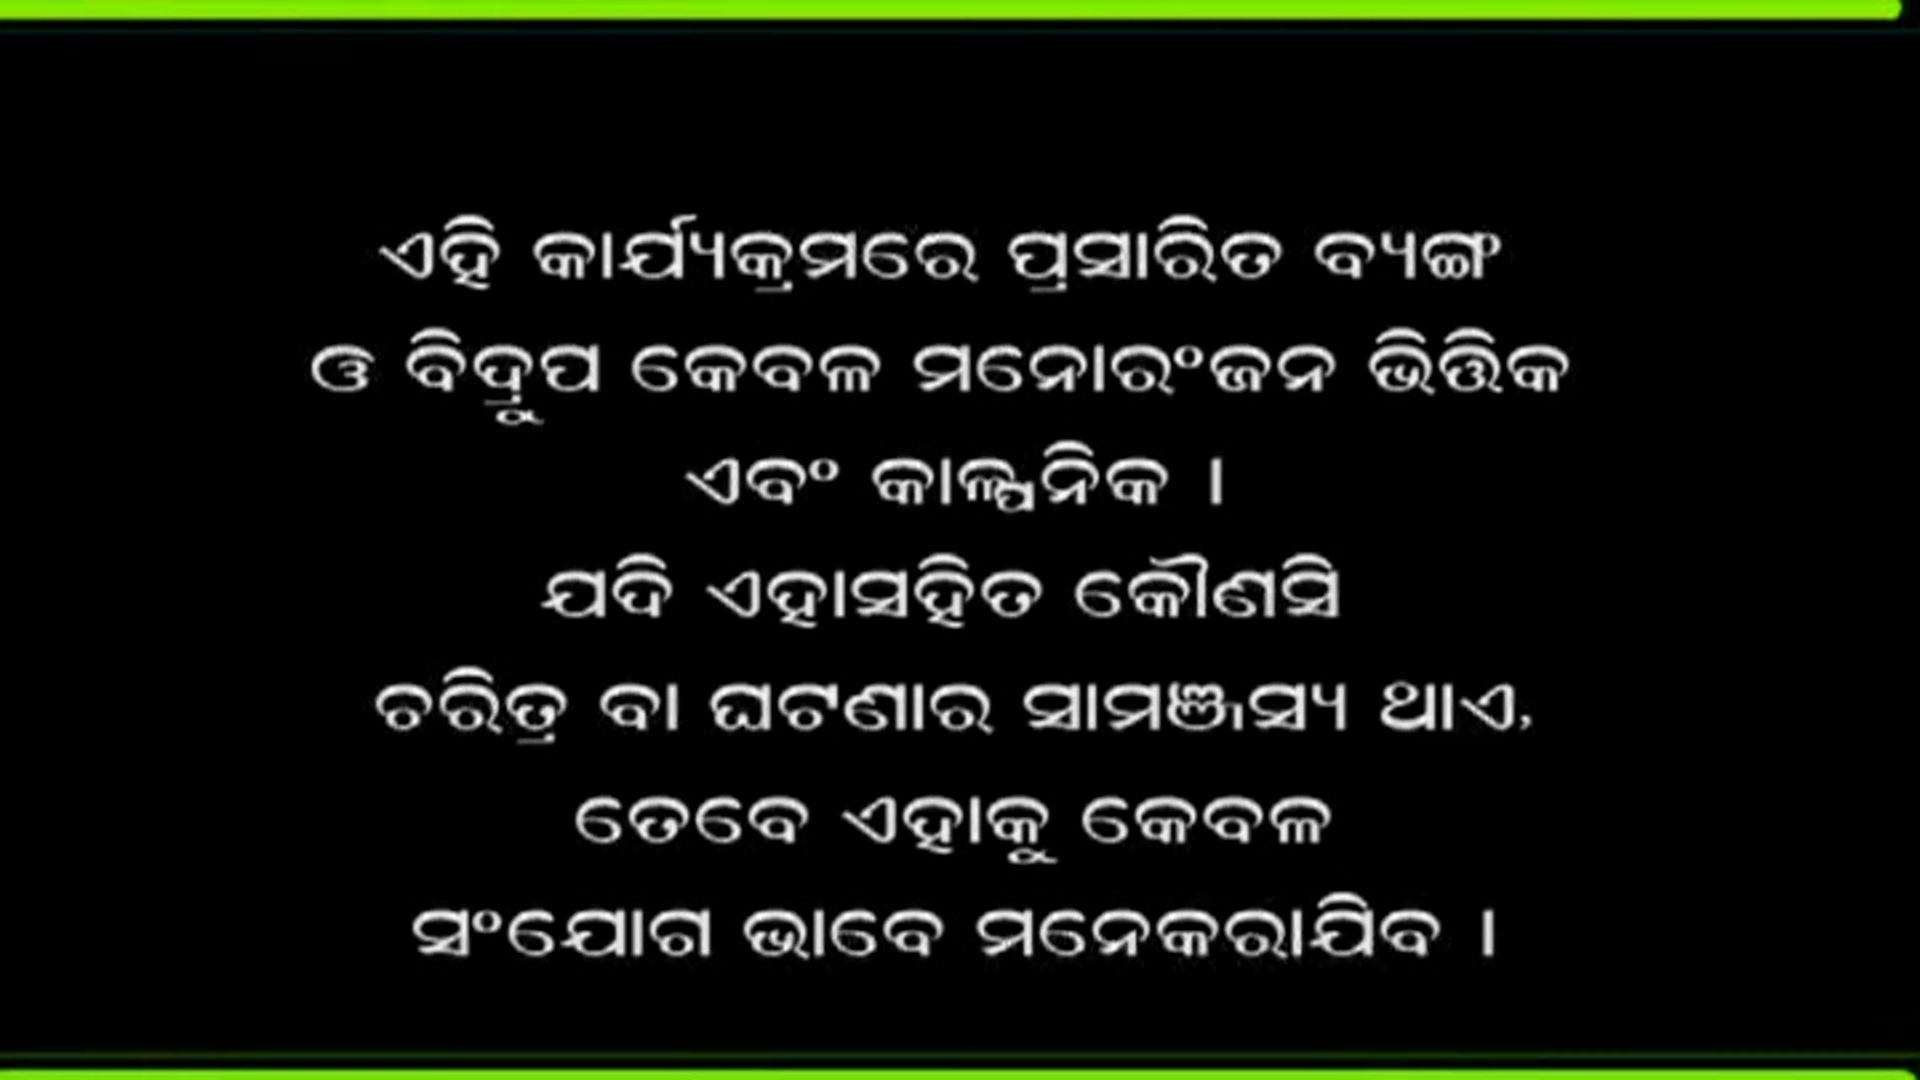 ଏହି କାର୍ଯ୍ୟକ୍ରମରେ ପ୍ରସାରିତ ବ୍ୟଙ୍ଗ
ଓ ବିଦ୍ରୁପ କେବଳ ମନୋରଂଜନ ଭିତ୍ତିକ
ଏବଂ କାଳ୍ପନିକ ।
ଯଦି ଏହାସହିତ କୌଣସି
ଚରିତ୍ର ବା ଘଟଣାର ସାମଞ୍ଜସ୍ୟ ଥାଏ,
ତେବେ ଏହାକୁ କେବଳ
ସଂଯୋଗ ଭାବେ ମନେକରାଯିବ ।